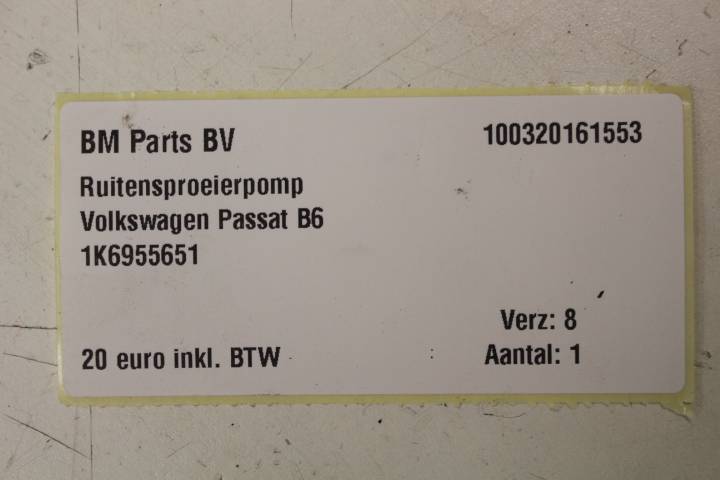 BM Parts BV 100320161553
Ruitensproeierpomp
Volkswagen Passat B6
1K6955651
Verz: 8
20 euro inkl. BTW Aantal: 1